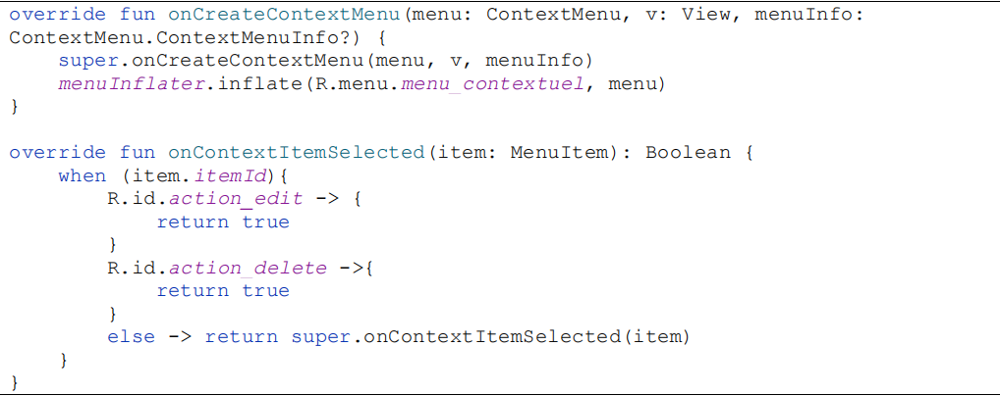 override fun onCreateContextMenu(menu: ContextMenu, v: View, menuInfo:
ContextMenu.ContextMenuInfo?) {
    super.onCreateContextMenu(menu, v, menuInfo)
    menuInflater.inflate(R.menu.menu_contextuel, menu)
}

override fun onContextItemSelected(item: MenuItem): Boolean {
    when (item.itemId){
        R.id.action_edit -> {
            return true
        }
        R.id.action_delete ->{
            return true
        }
        else -> return super.onContextItemSelected(item)
    }
}